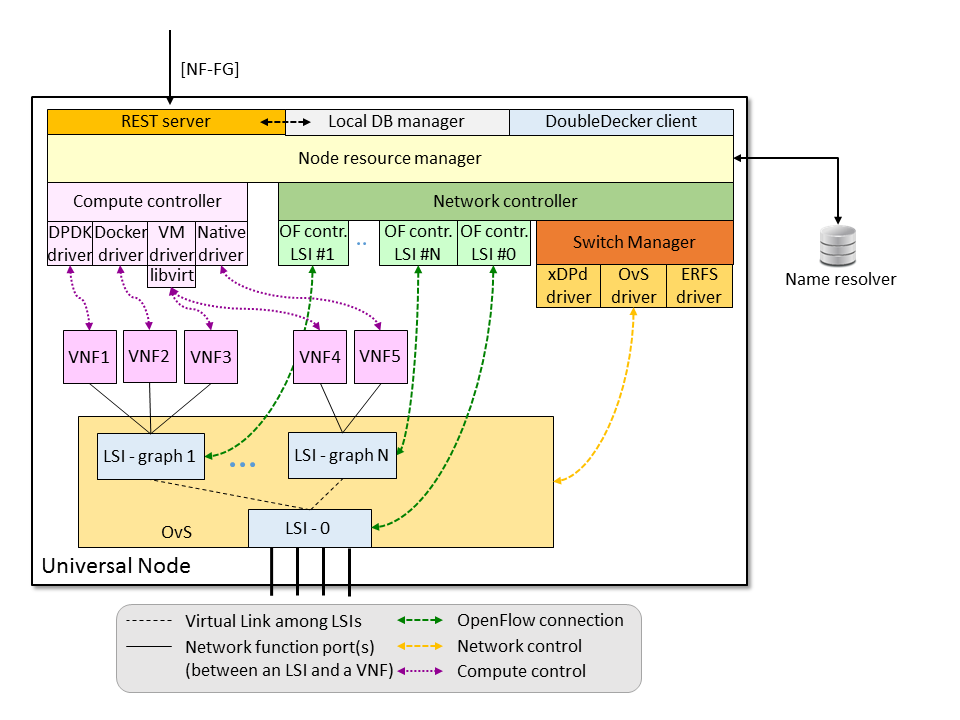 [NF-FG]
REST server
Local DB manager
DoubleDecker client
Node resource manager
Compute controller
Network controller
DPDK
driver
Docker
driver
VM
driver
libvirt
Native
driver
OF contr.
LSI #1
..
OF contr.
LSI #N
OF contr.
LSI #0
Switch Manager
xDPd
driver
OvS
driver
ERFS
driver
Name resolver
VNF1
VNF2
VNF3
VNF4
VNF5
LSI - graph 1
...
LSI - graph N
OvS
LSI - 0
Universal Node
Virtual Link among LSIs
Network function port(s)
(between an LSI and a VNF)
OpenFlow connection
Network control
Compute control